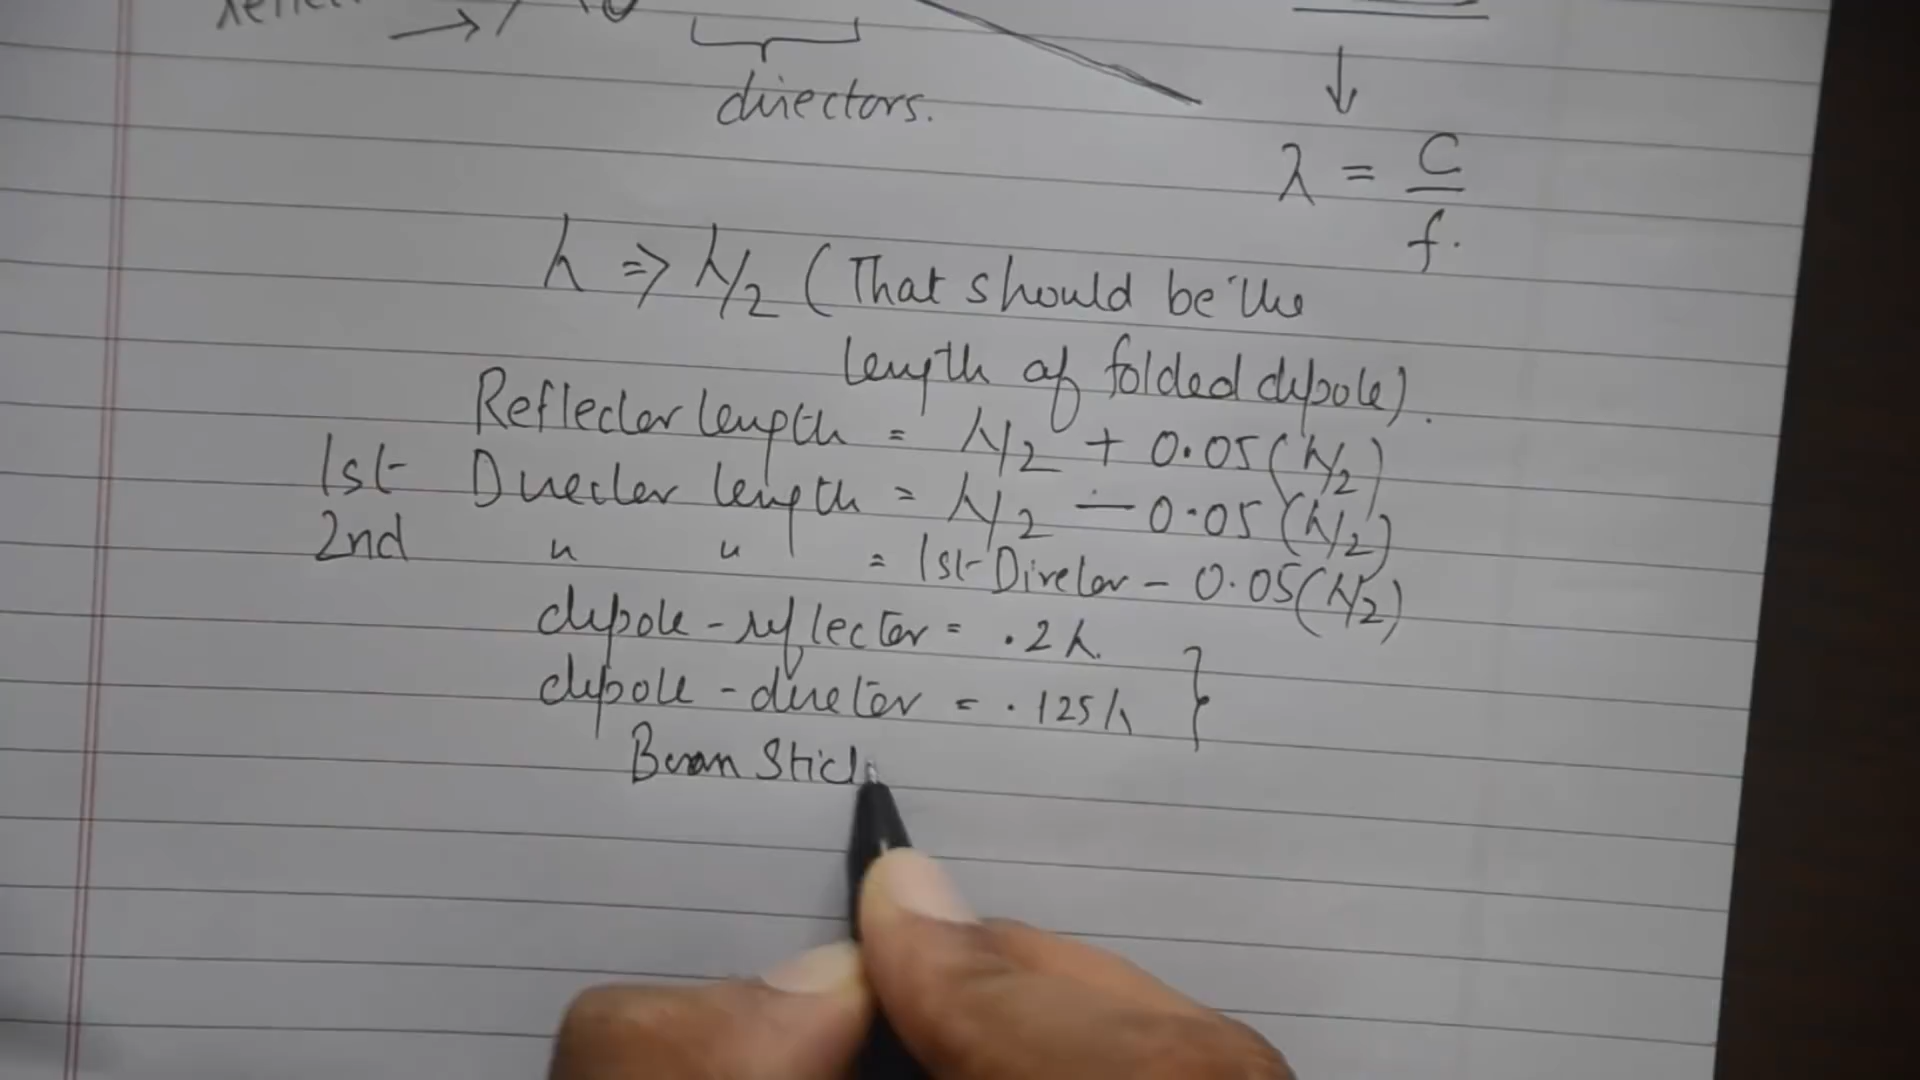 directors.
λ = C/f.
λ => λ/2 (That should be the
length of folded dipole).
Reflector length = λ/2 + 0.05(λ/2)
1st Director length = λ/2 - 0.05(λ/2)
2nd " " = 1st Director - 0.05(λ/2)
dipole - reflector = .2λ.
dipole - director = .125λ
Beam Stick